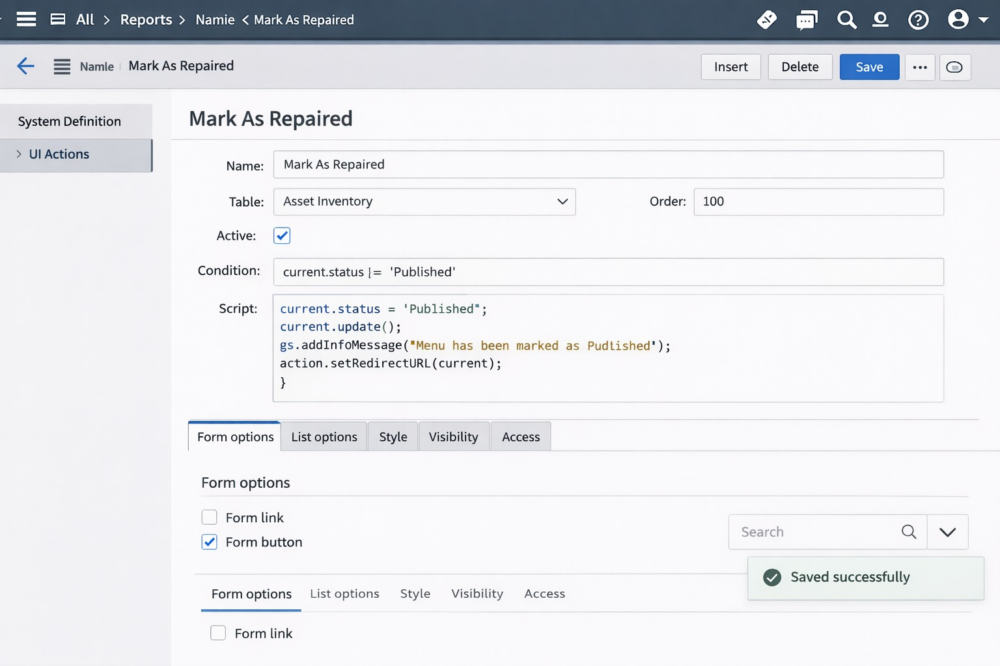 All > Reports > Namie < Mark As Repaired
Namle Mark As Repaired
Insert
Delete
Save
...
System Definition
> UI Actions
Mark As Repaired
Name: Mark As Repaired
Table: Asset Inventory
Order: 100
Active:
Condition: current.status != 'Published'
Script: current.status = 'Published";
current.update();
gs.addInfoMessage("Menu has been marked as Pudtished');
action.setRedirectURL(current);
}
Form options
List options
Style
Visibility
Access
Form options
Form link
Form button
Search
Saved successfully
Form options
List options
Style
Visibility
Access
Form link